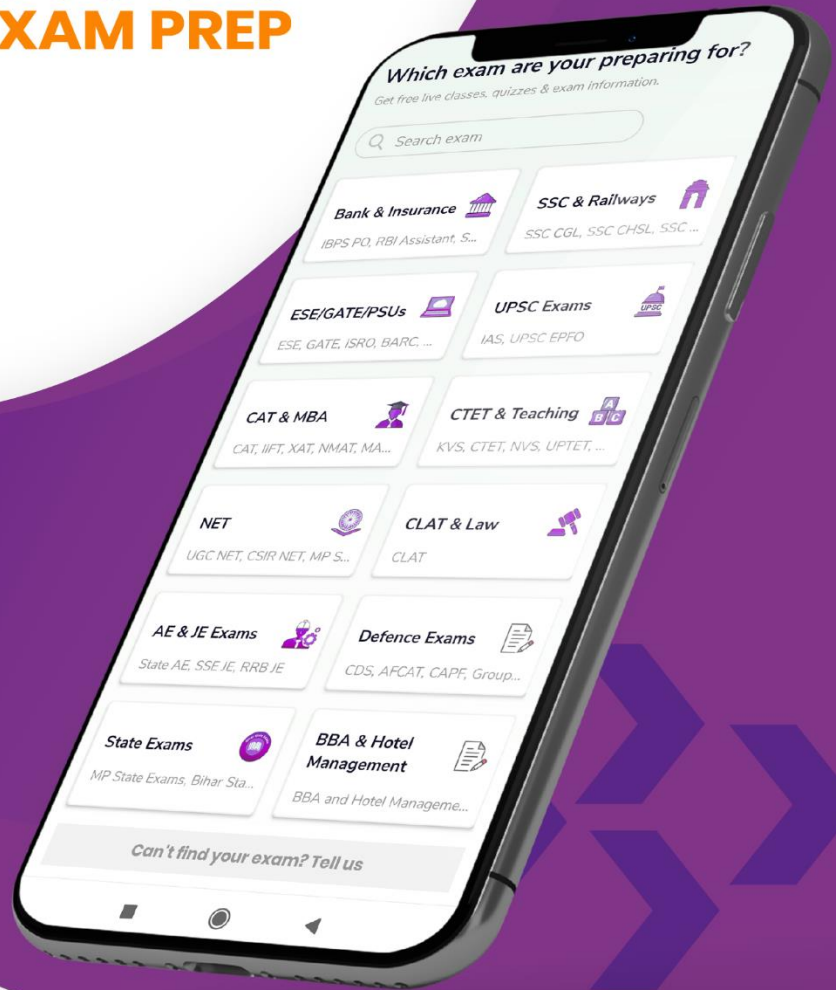 XAM PREP
Which exam are your preparing for?
Get free live classes, quizzes & exam information.
Search exam
Bank & Insurance
IBPS PO, RBI Assistant, S...
SSC & Railways
SSC CGL, SSC CHSL, SSC ...
ESE/GATE/PSUs
ESE, GATE, ISRO, BARC, ...
UPSC Exams
UPSC
IAS, UPSC EPFO
CAT & MBA
CAT, IIFT, XAT, NMAT, MA...
CTET & Teaching
A
B C
KVS, CTET, NVS, UPTET, ...
NET
UGC NET, CSIR NET, MP S...
CLAT & Law
CLAT
AE & JE Exams
State AE, SSE JE, RRB JE
Defence Exams
CDS, AFCAT, CAPF, Group...
State Exams
MP State Exams, Bihar Sta...
BBA & Hotel
Management
BBA and Hotel Manageme...
Can't find your exam? Tell us